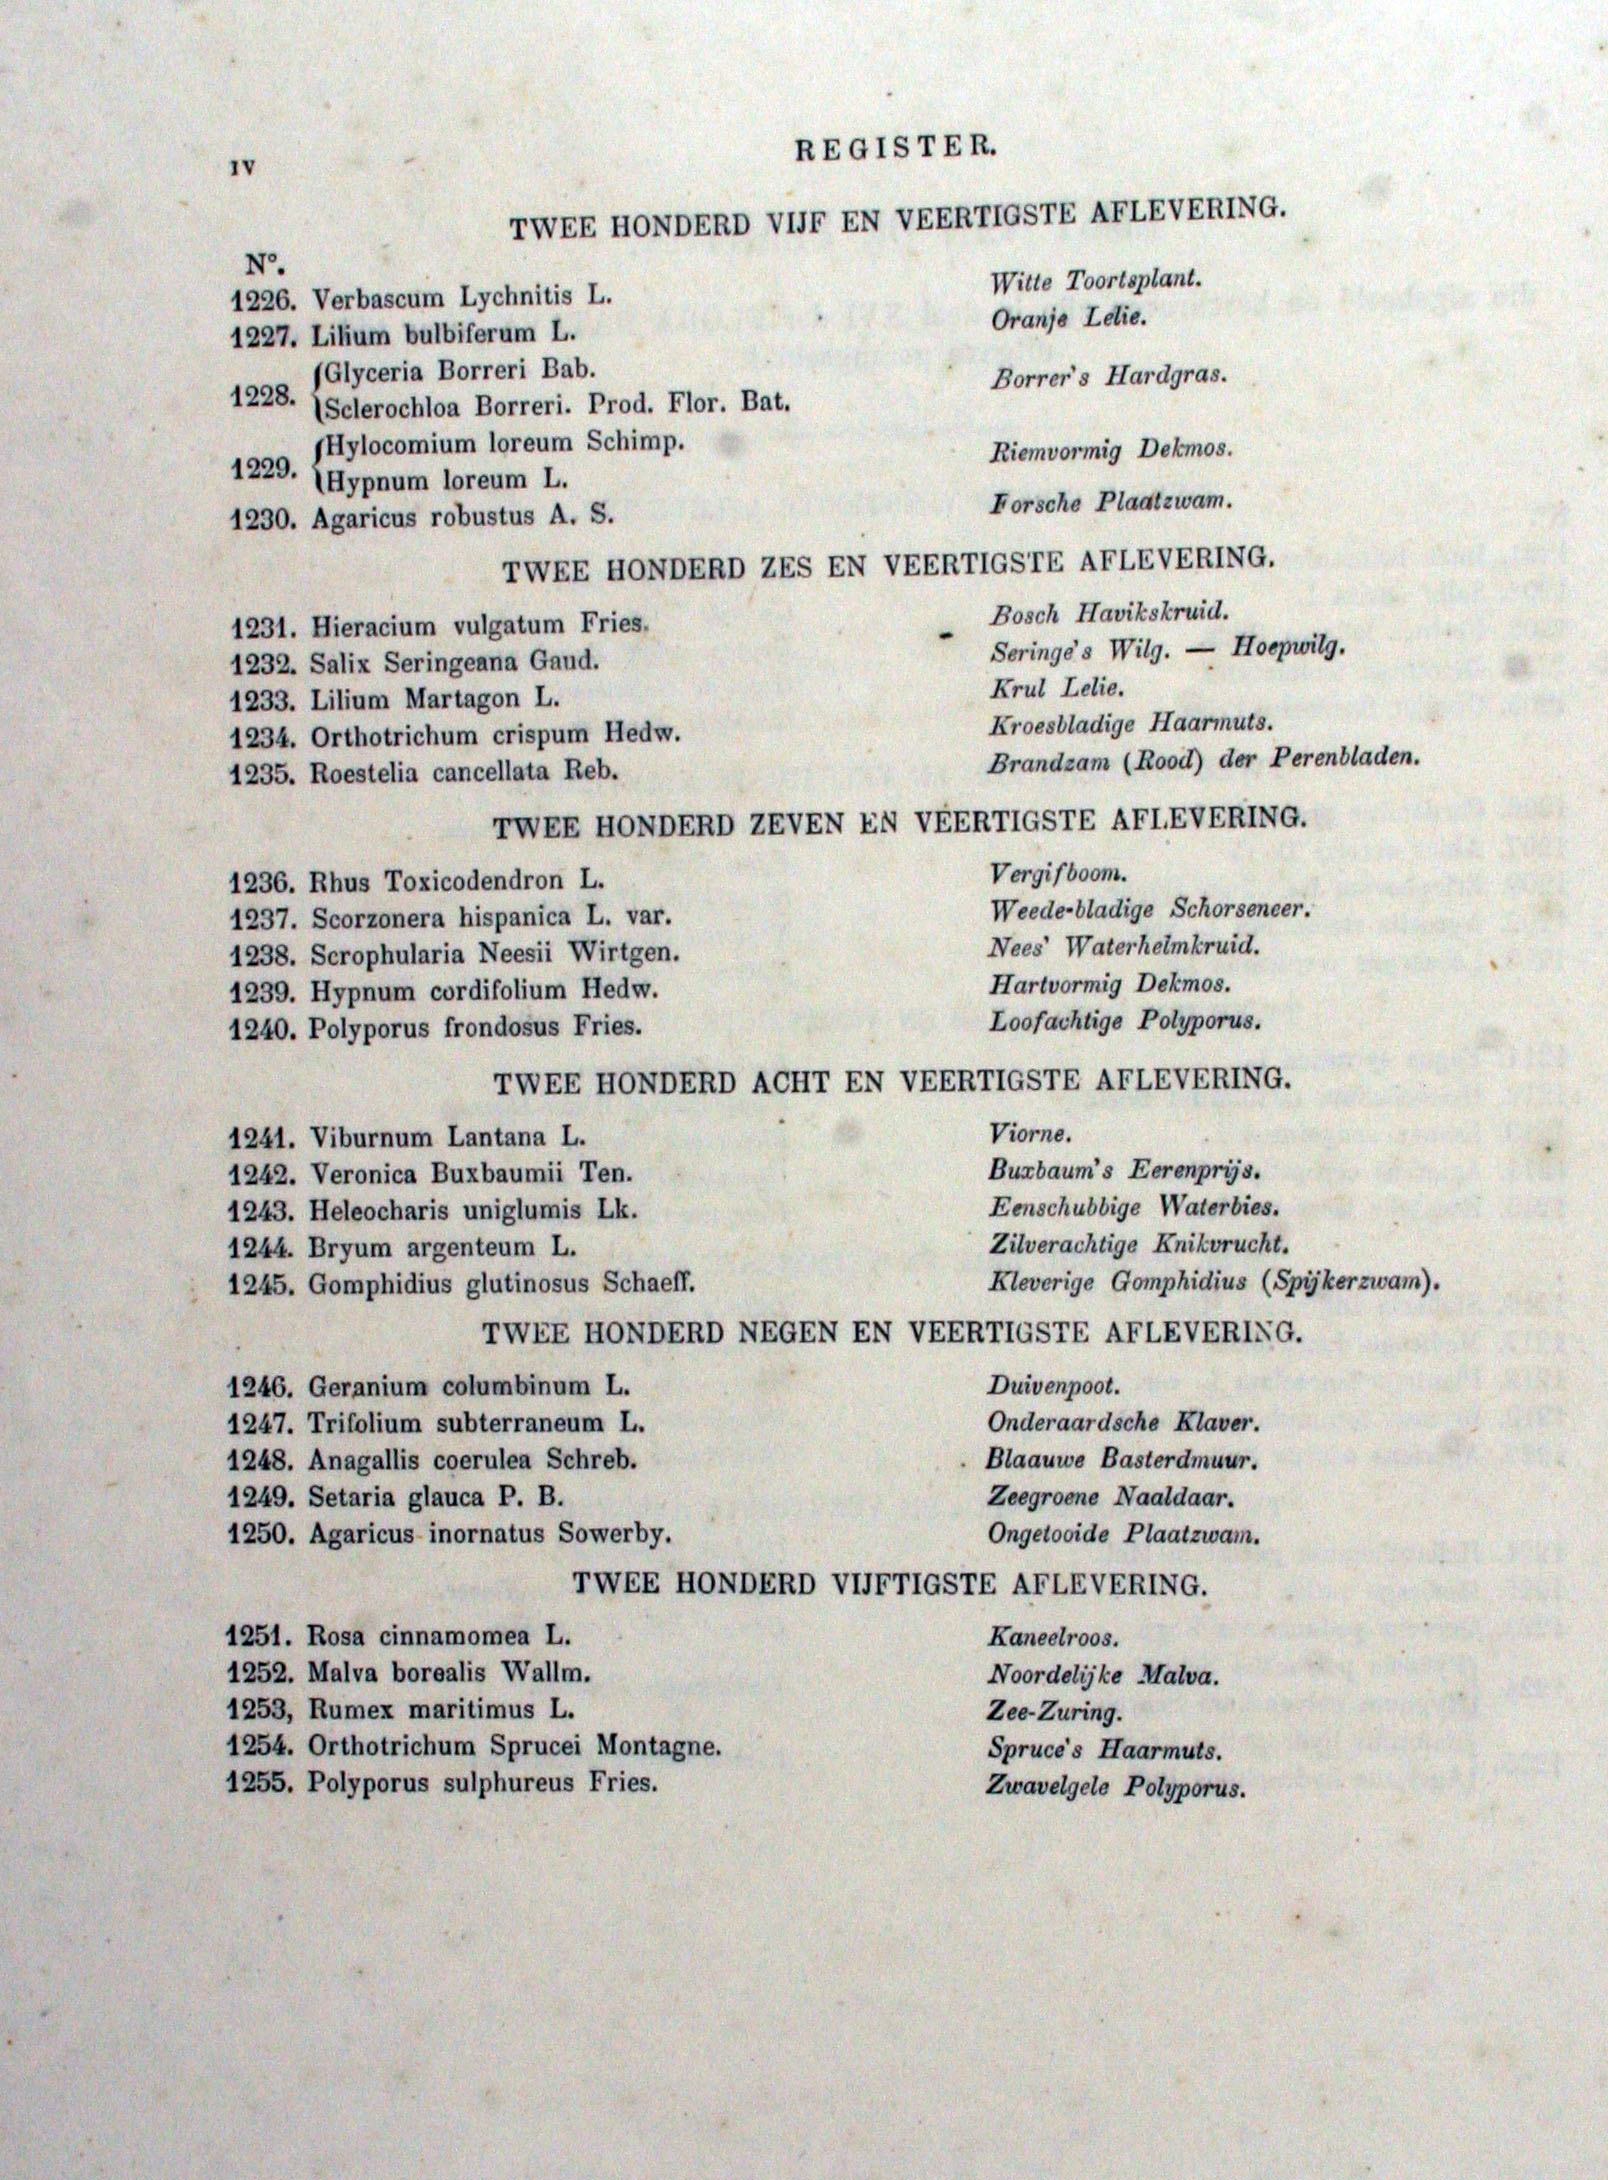 IV
REGISTER.
TWEE HONDERD VIJF EN VEERTIGSTE AFLEVERING.
Nº.
1226. Verbascum Lychnitis L. Witte Toortsplant.
1227. Lilium bulbiferum L. Oranje Lelie.
1228. (Glyceria Borreri Bab. Borrer's Hardgras.
(Sclerochloa Borreri. Prod. Flor. Bat.
1229. (Hylocomium loreum Schimp. Riemvormig Dekmos.
(Hypnum loreum L.
1230. Agaricus robustus A. S. Forsche Plaatzwam.
TWEE HONDERD ZES EN VEERTIGSTE AFLEVERING.
1231. Hieracium vulgatum Fries. Bosch Havikskruid.
1232. Salix Seringeana Gaud. Seringe's Wilg. — Hoepwilg.
1233. Lilium Martagon L. Krul Lelie.
1234. Orthotrichum crispum Hedw. Kroesbladige Haarmuts.
1235. Roestelia cancellata Reb. Brandzam (Rood) der Perenbladen.
TWEE HONDERD ZEVEN EN VEERTIGSTE AFLEVERING.
1236. Rhus Toxicodendron L. Vergifboom.
1237. Scorzonera hispanica L. var. Weede-bladige Schorseneer.
1238. Scrophularia Neesii Wirtgen. Nees' Waterhelmkruid.
1239. Hypnum cordifolium Hedw. Hartvormig Dekmos.
1240. Polyporus frondosus Fries. Loofachtige Polyporus.
TWEE HONDERD ACHT EN VEERTIGSTE AFLEVERING.
1241. Viburnum Lantana L. Viorne.
1242. Veronica Buxbaumii Ten. Buxbaum's Eerenprijs.
1243. Heleocharis uniglumis Lk. Eenschubbige Waterbies.
1244. Bryum argenteum L. Zilverachtige Knikvrucht.
1245. Gomphidius glutinosus Schaeff. Kleverige Gomphidius (Spijkerzwam).
TWEE HONDERD NEGEN EN VEERTIGSTE AFLEVERING.
1246. Geranium columbinum L. Duivenpoot.
1247. Trifolium subterraneum L. Onderaardsche Klaver.
1248. Anagallis coerulea Schreb. Blaauwe Basterdmuur.
1249. Setaria glauca P. B. Zeegroene Naaldaar.
1250. Agaricus inornatus Sowerby. Ongetooide Plaatzwam.
TWEE HONDERD VIJFTIGSTE AFLEVERING.
1251. Rosa cinnamomea L. Kaneelroos.
1252. Malva borealis Wallm. Noordelijke Malva.
1253, Rumex maritimus L. Zee-Zuring.
1254. Orthotrichum Sprucei Montagne. Spruce's Haarmuts.
1255. Polyporus sulphureus Fries. Zwavelgele Polyporus.